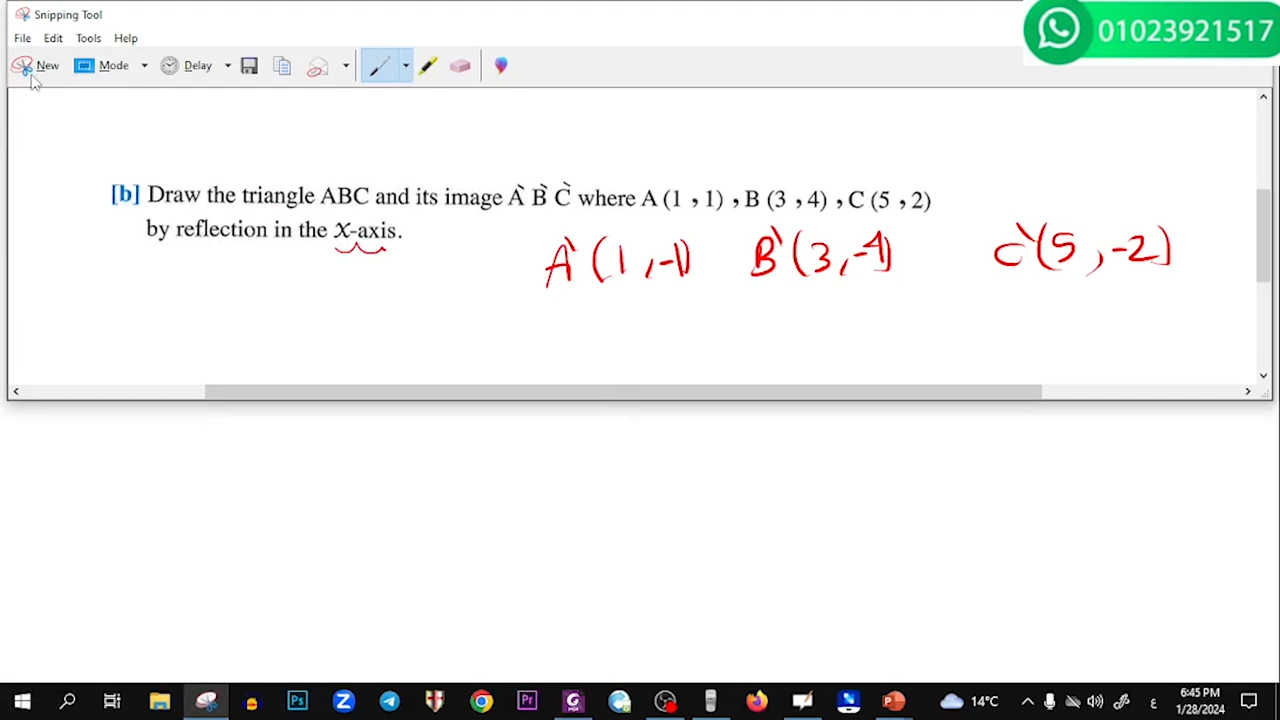 Snipping Tool
01023921517
File Edit Tools Help
New Mode Delay
[b] Draw the triangle ABC and its image À B̀ C̀ where A (1 , 1) , B (3 , 4) , C (5 , 2)
by reflection in the X-axis.
A`(1 , -1) B`(3 , -4) C`(5 , -2)
Ps Pr P
14°C ع 6:45 PM
1/28/2024